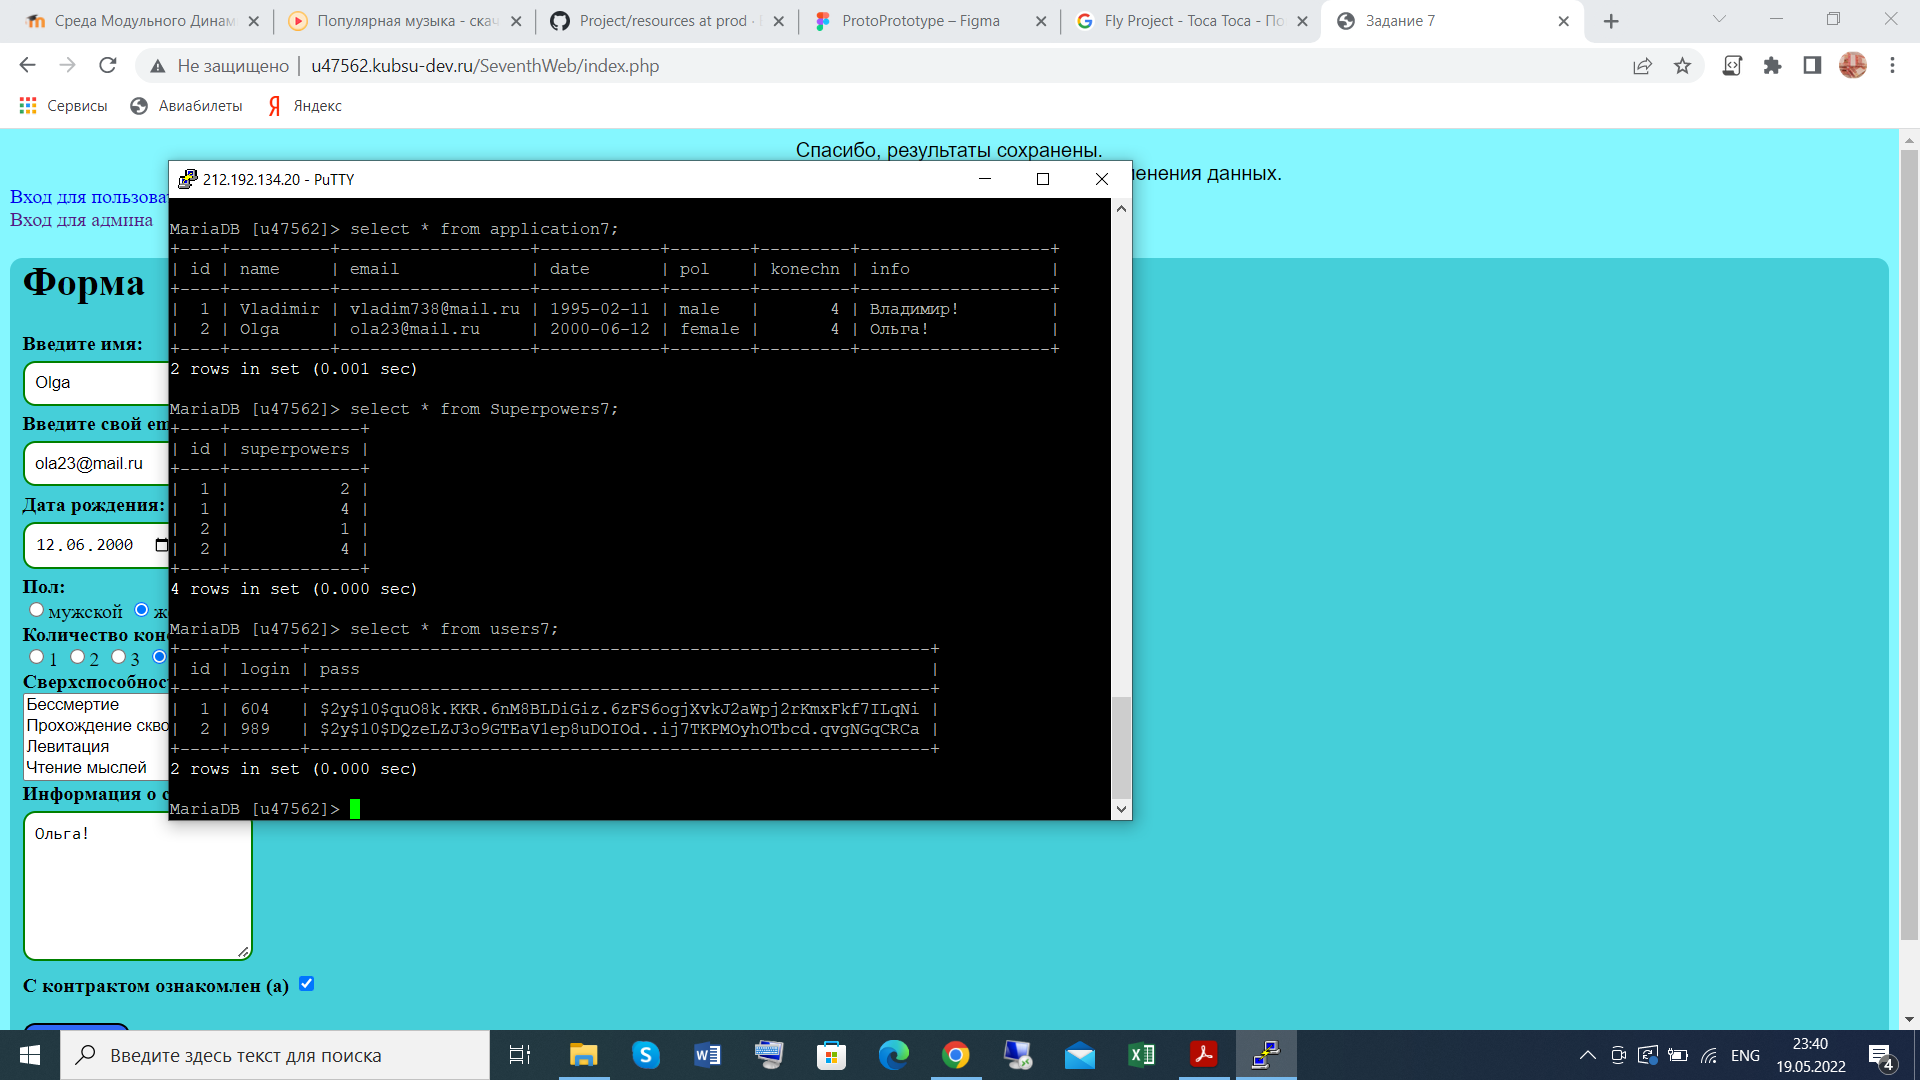 Среда Модульного Динам
Популярная музыка - скач
Project/resources at prod ·
ProtoPrototype – Figma
Fly Project - Toca Toca - По
Задание 7
Не защищено | u47562.kubsu-dev.ru/SeventhWeb/index.php
Сервисы
Авиабилеты
Яндекс
Спасибо, результаты сохранены.
енения данных.
Вход для пользова
Вход для админа
Форма
Введите имя:
Olga
Введите свой em
ola23@mail.ru
Дата рождения:
12.06.2000
Пол:
мужской ж
Количество коне
1 2 3
Сверхспособнос
Бессмертие
Прохождение скво
Левитация
Чтение мыслей
Информация о с
Ольга!
С контрактом ознакомлен (а)
212.192.134.20 - PuTTY
MariaDB [u47562]> select * from application7;
+----+----------+-------------------+------------+--------+---------+-------------------+
| id | name     | email             | date       | pol    | konechn | info              |
+----+----------+-------------------+------------+--------+---------+-------------------+
|  1 | Vladimir | vladim738@mail.ru | 1995-02-11 | male   |       4 | Владимир!         |
|  2 | Olga     | ola23@mail.ru     | 2000-06-12 | female |       4 | Ольга!            |
+----+----------+-------------------+------------+--------+---------+-------------------+
2 rows in set (0.001 sec)
MariaDB [u47562]> select * from Superpowers7;
+----+-------------+
| id | superpowers |
+----+-------------+
|  1 |           2 |
|  1 |           4 |
|  2 |           1 |
|  2 |           4 |
+----+-------------+
4 rows in set (0.000 sec)
MariaDB [u47562]> select * from users7;
+----+-------+--------------------------------------------------------------+
| id | login | pass                                                         |
+----+-------+--------------------------------------------------------------+
|  1 | 604   | $2y$10$quO8k.KKR.6nM8BLDiGiz.6zFS6ogjXvkJ2aWpj2rKmxFkf7ILqNi |
|  2 | 989   | $2y$10$DQzeLZJ3o9GTEaV1ep8uDOIOd..ij7TKPMOyhOTbcd.qvgNGqCRCa |
+----+-------+--------------------------------------------------------------+
2 rows in set (0.000 sec)
MariaDB [u47562]>
Введите здесь текст для поиска
ENG
23:40
19.05.2022
4